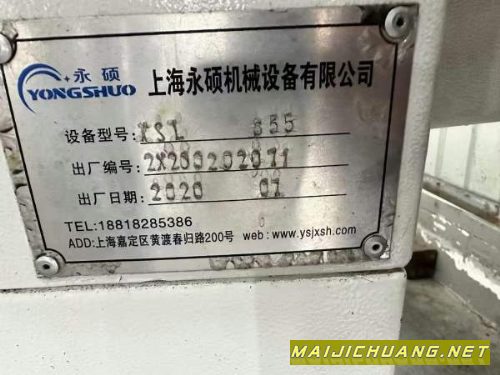 永硕
YONGSHUO
上海永硕机械设备有限公司
设备型号: 355
出厂编号:
出厂日期: 2020 01
TEL:18818285386
ADD:上海嘉定区黄渡春归路200号 web:www.ysjxsh.com
MAIJICHUANG.NET